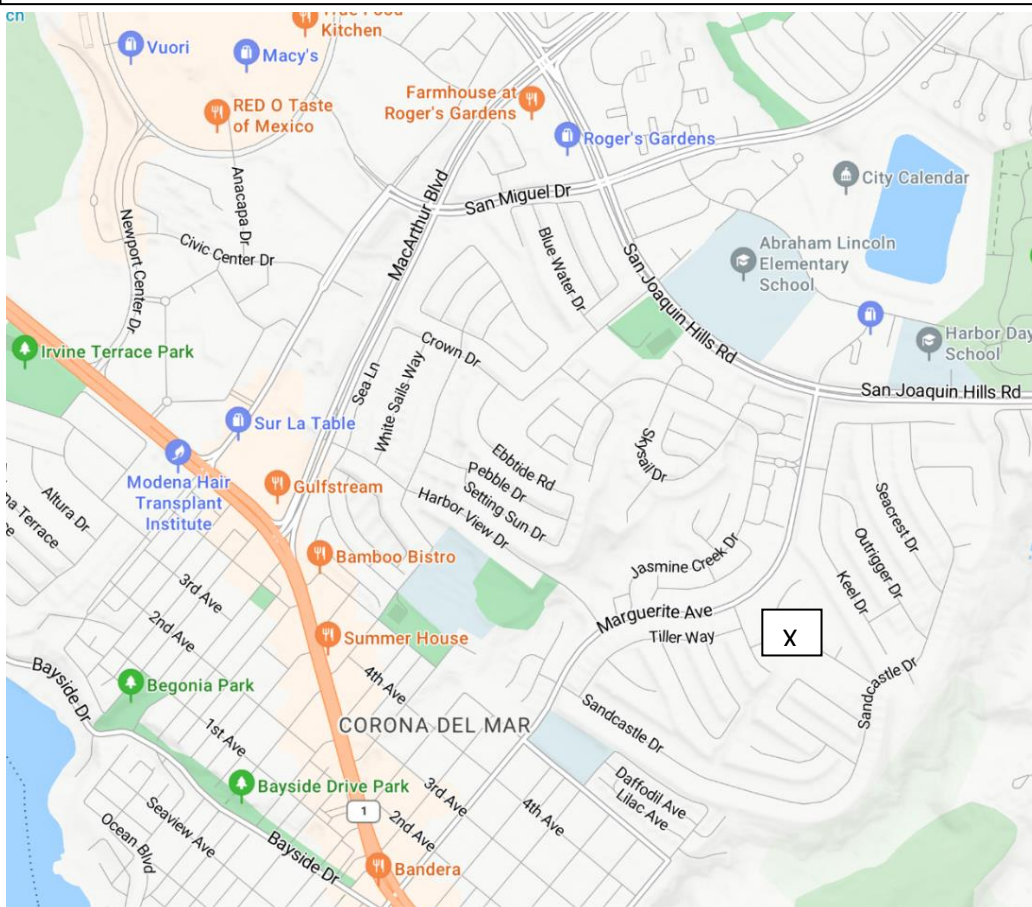 ch
Vuori
Macy's
Kitchen
RED O Taste
of Mexico
Farmhouse at
Roger's Gardens
Roger's Gardens
City Calendar
Anacapa Dr
San Miguel Dr
MacArthur Blvd
Newport Center Dr
Civic Center Dr
Blue Water Dr
Abraham Lincoln
Elementary
School
San Joaquin Hills Rd
Harbor Day
School
San Joaquin Hills Rd
Irvine Terrace Park
Crown Dr
Sea Ln
White Sails Way
Sur La Table
Skysail Dr
Ebbtide Rd
Pebble Dr
Setting Sun Dr
Harbor View Dr
Modena Hair
Transplant
Institute
Gulfstream
Altura Dr
Terrace
Seacrest Dr
Outrigger Dr
Keel Dr
Bamboo Bistro
Jasmine Creek Dr
3rd Ave
2nd Ave
Marguerite Ave
Tiller Way
X
Summer House
4th Ave
Bayside Dr
Begonia Park
Sandcastle Dr
CORONA DEL MAR
Sandcastle Dr
1st Ave
Bayside Drive Park
3rd Ave
Daffodil Ave
Lilac Ave
4th Ave
1
2nd Ave
Seaview Ave
Ocean Blvd
Bayside Dr
Bandera